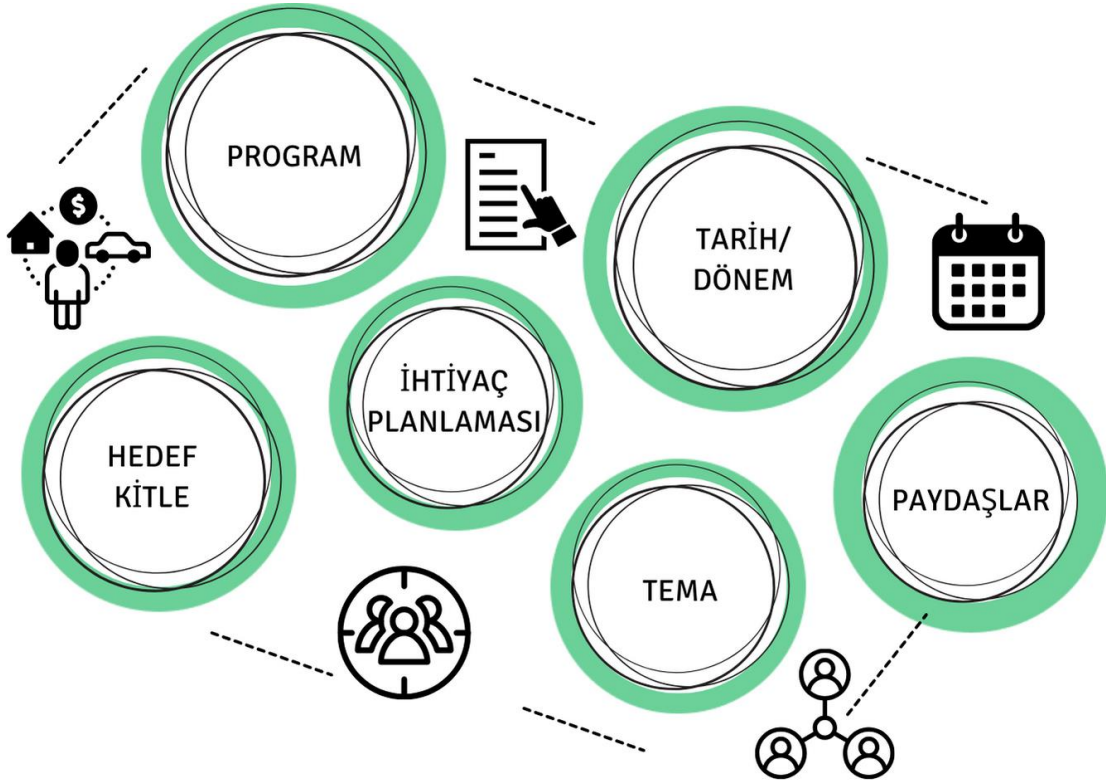 PROGRAM
TARİH/
DÖNEM
İHTİYAÇ
PLANLAMASI
HEDEF
KİTLE
PAYDAŞLAR
TEMA
$